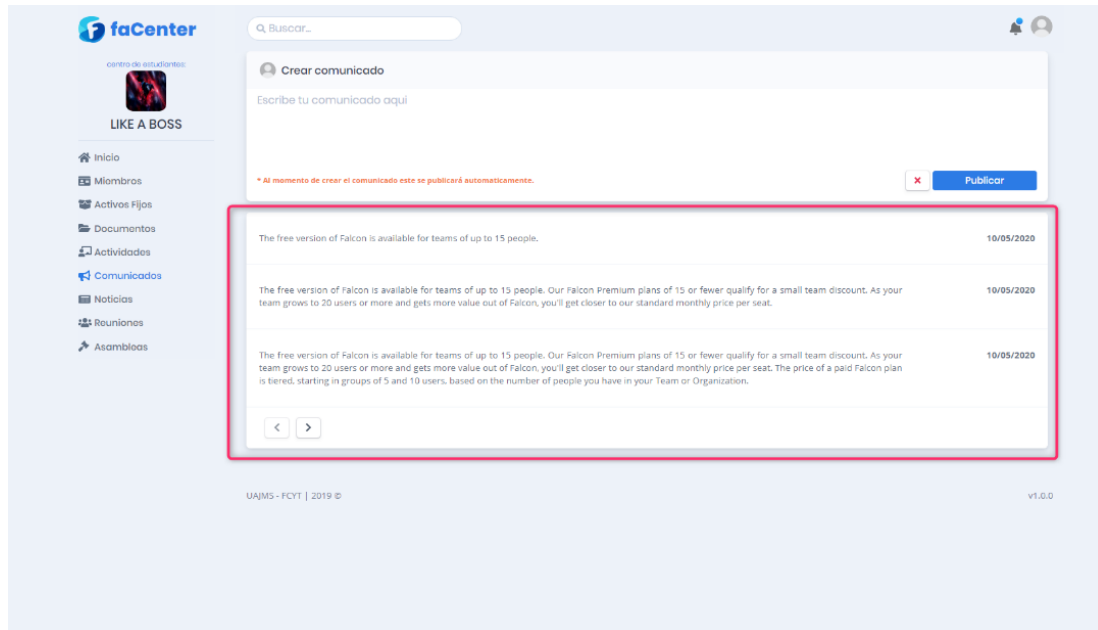 faCenter
Buscar...
centro de estudiantes:
LIKE A BOSS
Inicio
Miembros
Activos Fijos
Documentos
Actividades
Comunicados
Noticias
Reuniones
Asambleas
Crear comunicado
Escribe tu comunicado aqui
* Al momento de crear el comunicado este se publicará automaticamente.
Publicar
The free version of Falcon is available for teams of up to 15 people.
10/05/2020
The free version of Falcon is available for teams of up to 15 people. Our Falcon Premium plans of 15 or fewer qualify for a small team discount. As your
team grows to 20 users or more and gets more value out of Falcon, you'll get closer to our standard monthly price per seat.
10/05/2020
The free version of Falcon is available for teams of up to 15 people. Our Falcon Premium plans of 15 or fewer qualify for a small team discount. As your
team grows to 20 users or more and gets more value out of Falcon, you'll get closer to our standard monthly price per seat. The price of a paid Falcon plan
is tiered, starting in groups of 5 and 10 users, based on the number of people you have in your Team or Organization.
10/05/2020
UAJMS - FCYT | 2019 ©
v1.0.0